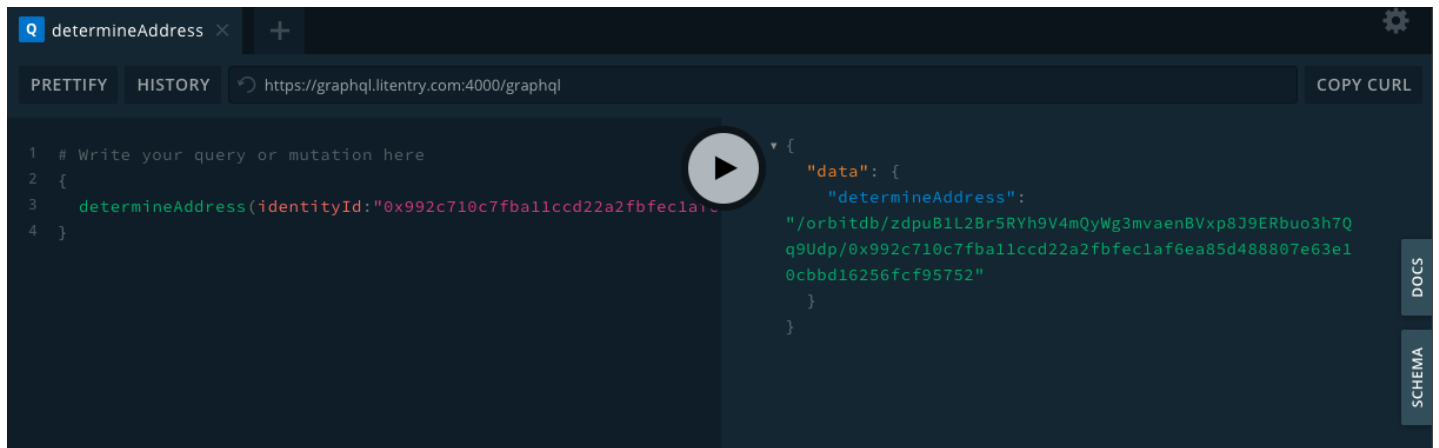 Q determineAddress
PRETTIFY HISTORY https://graphql.litentry.com:4000/graphql COPY CURL
1 # Write your query or mutation here
2 {
3 determineAddress(identityId:"0x992c710c7fba11ccd22a2fbfec1af6
4 }
{
"data": {
"determineAddress":
"/orbitdb/zdpuB1L2Br5RYh9V4mQyWg3mvaenBVxp8J9ERbuo3h7Q
q9Udp/0x992c710c7fba11ccd22a2fbfec1af6ea85d488807e63e1
0cbbd16256fcf95752"
}
}
DOCS
SCHEMA